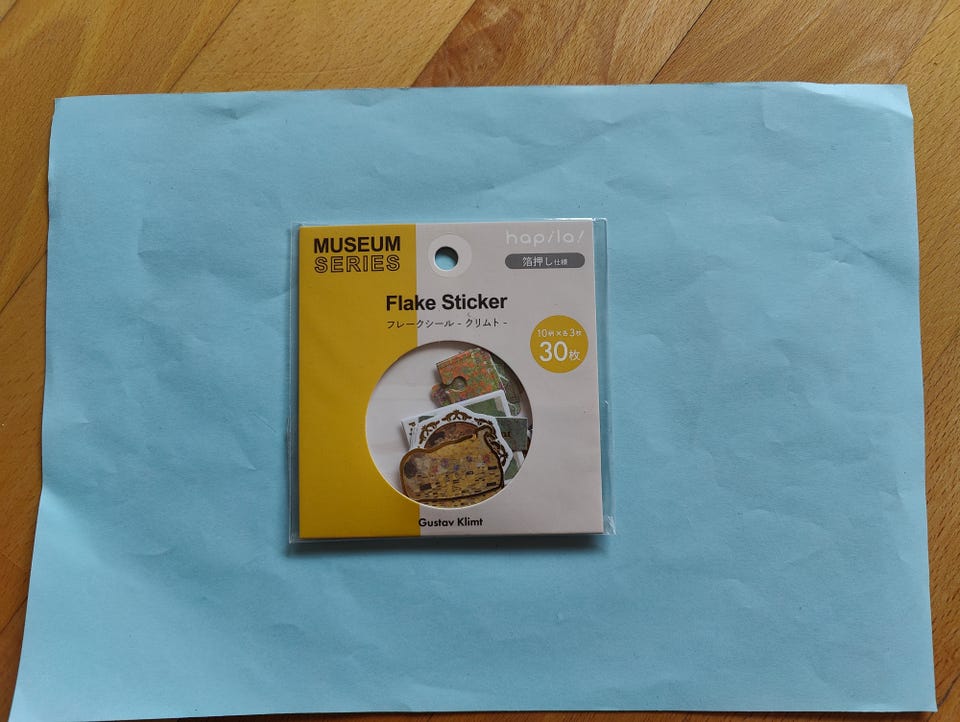 MUSEUM
SERIES
hapila!
箔押し仕様
Flake Sticker
フレークシール - クリムト -
10柄×各3枚
30枚
Gustav Klimt